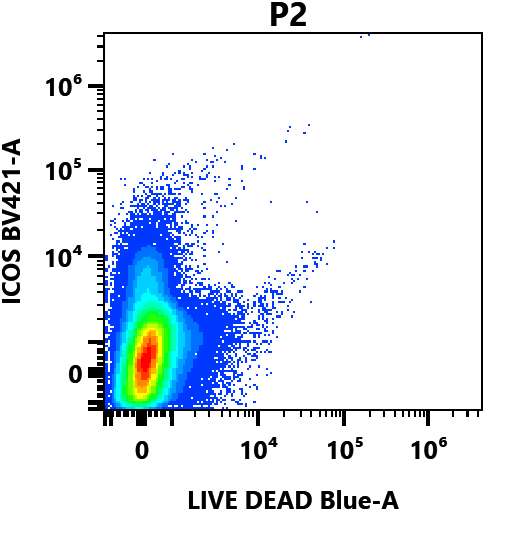 P2
10⁶
10⁵
10⁴
0
ICOS BV421-A
0
10⁴
10⁵
10⁶
LIVE DEAD Blue-A